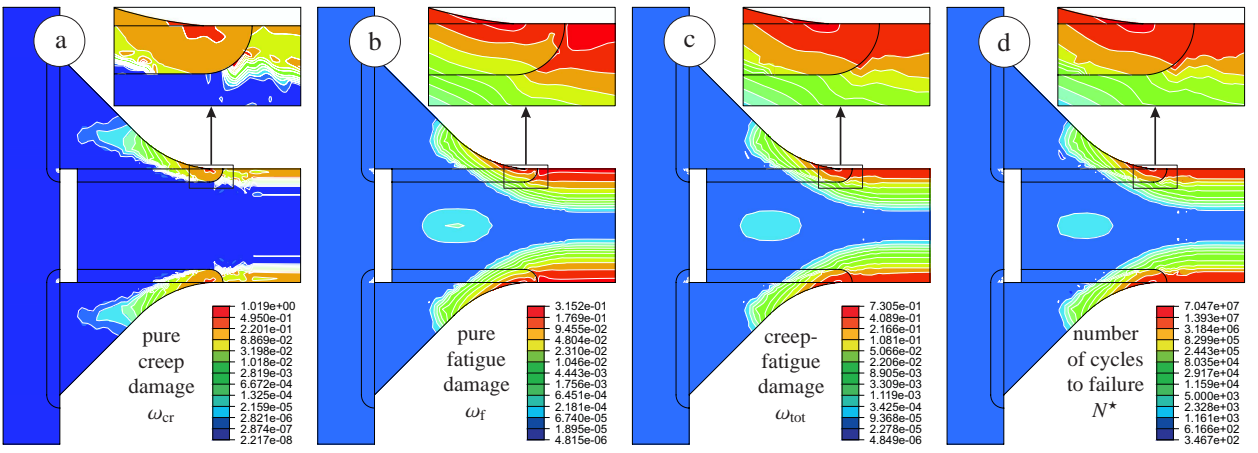 a
pure
creep
damage
ω_cr
1.019e+00
4.950e-01
2.201e-01
8.869e-02
3.198e-02
1.018e-02
2.819e-03
6.672e-04
1.325e-04
2.159e-05
2.821e-06
2.874e-07
2.217e-08
b
pure
fatigue
damage
ω_f
3.152e-01
1.769e-01
9.455e-02
4.804e-02
2.310e-02
1.046e-02
4.443e-03
1.756e-03
6.451e-04
2.181e-04
6.740e-05
1.895e-05
4.815e-06
c
creep-
fatigue
damage
ω_tot
7.305e-01
4.089e-01
2.166e-01
1.081e-01
5.066e-02
2.206e-02
8.905e-03
3.309e-03
1.119e-03
3.425e-04
9.368e-05
2.278e-05
4.849e-06
d
number
of cycles
to failure
N★
7.047e+07
1.393e+07
3.184e+06
8.299e+05
2.443e+05
8.035e+04
2.917e+04
1.159e+04
5.000e+03
2.328e+03
1.161e+03
6.166e+02
3.467e+02